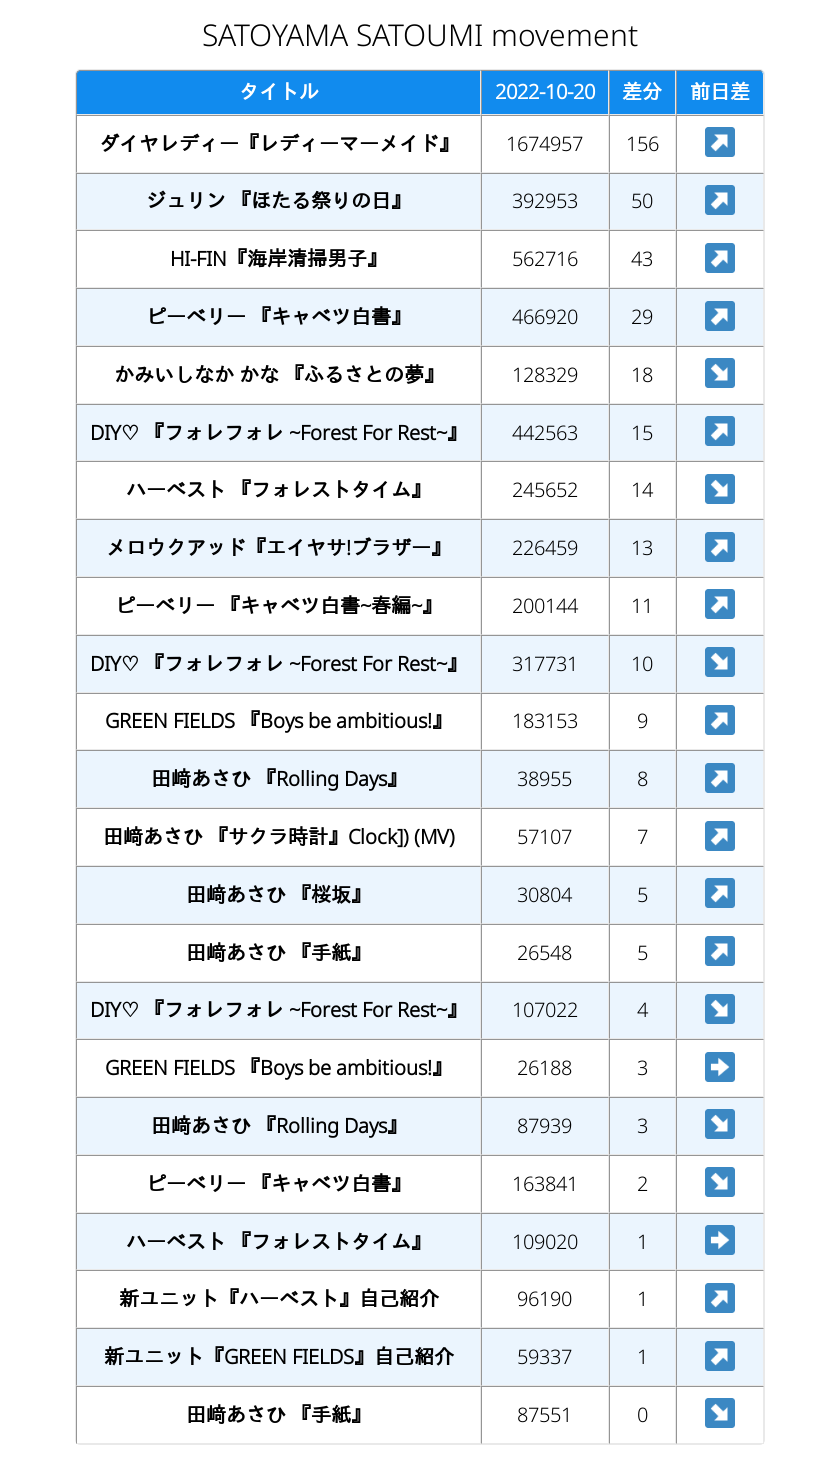 SATOYAMA SATOUMI movement
タイトル 2022-10-20 差分 前日差
ダイヤレディー『レディーマーメイド』 1674957 156
ジュリン 『ほたる祭りの日』 392953 50
HI-FIN『海岸清掃男子』 562716 43
ピーベリー 『キャベツ白書』 466920 29
かみいしなか かな 『ふるさとの夢』 128329 18
DIY♡ 『フォレフォレ ~Forest For Rest~』 442563 15
ハーベスト 『フォレストタイム』 245652 14
メロウクアッド『エイヤサ!ブラザー』 226459 13
ピーベリー 『キャベツ白書~春編~』 200144 11
DIY♡ 『フォレフォレ ~Forest For Rest~』 317731 10
GREEN FIELDS 『Boys be ambitious!』 183153 9
田﨑あさひ 『Rolling Days』 38955 8
田﨑あさひ 『サクラ時計』Clock]) (MV) 57107 7
田﨑あさひ 『桜坂』 30804 5
田﨑あさひ 『手紙』 26548 5
DIY♡ 『フォレフォレ ~Forest For Rest~』 107022 4
GREEN FIELDS 『Boys be ambitious!』 26188 3
田﨑あさひ 『Rolling Days』 87939 3
ピーベリー 『キャベツ白書』 163841 2
ハーベスト 『フォレストタイム』 109020 1
新ユニット『ハーベスト』自己紹介 96190 1
新ユニット『GREEN FIELDS』自己紹介 59337 1
田﨑あさひ 『手紙』 87551 0